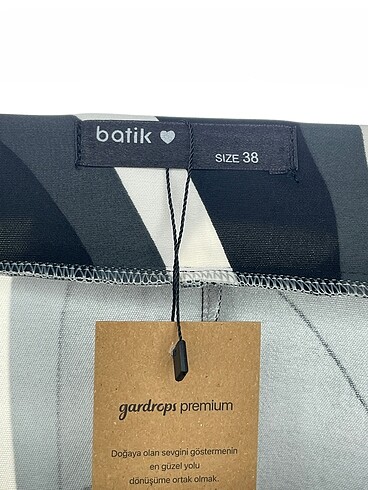 batik
SIZE 38
gardrops premium
Doğaya olan sevgini göstermenin
en güzel yolu
dönüşüme ortak olmak.